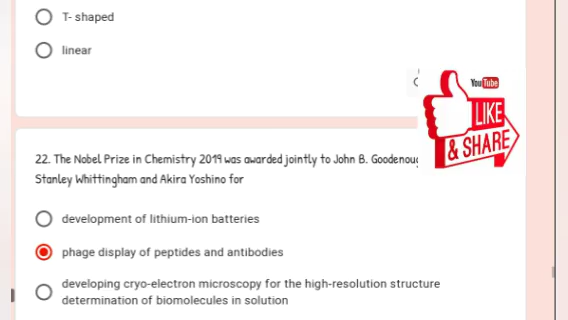 T- shaped
linear
YouTube
LIKE
& SHARE
22. The Nobel Prize in Chemistry 2019 was awarded jointly to John B.
Stanley Whittingham and Akira Yoshino for
development of lithium-ion batteries
phage display of peptides and antibodies
developing cryo-electron microscopy for the high-resolution structure
determination of biomolecules in solution